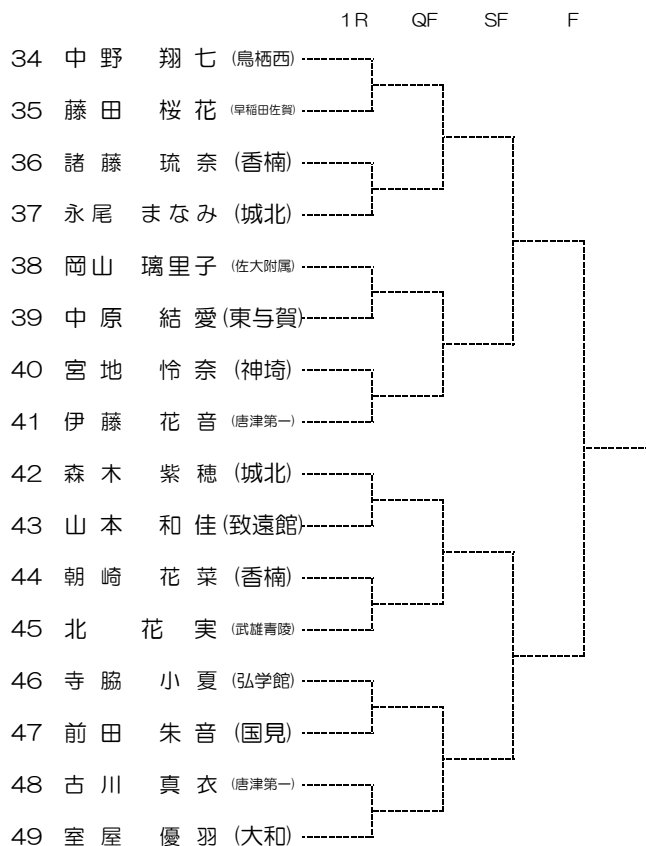 1R QF SF F
34 中野 翔七 (鳥栖西)
35 藤田 桜花 (早稲田佐賀)
36 諸藤 琉奈 (香楠)
37 永尾 まなみ (城北)
38 岡山 璃里子 (佐大附属)
39 中原 結愛 (東与賀)
40 宮地 怜奈 (神埼)
41 伊藤 花音 (唐津第一)
42 森木 紫穂 (城北)
43 山本 和佳 (致遠館)
44 朝崎 花菜 (香楠)
45 北 花実 (武雄青陵)
46 寺脇 小夏 (弘学館)
47 前田 朱音 (国見)
48 古川 真衣 (唐津第一)
49 室屋 優羽 (大和)